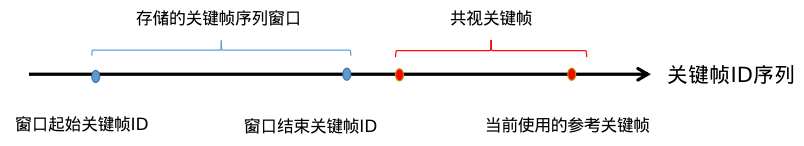 存储的关键帧序列窗口
共视关键帧
关键帧ID序列
窗口起始关键帧ID
窗口结束关键帧ID
当前使用的参考关键帧